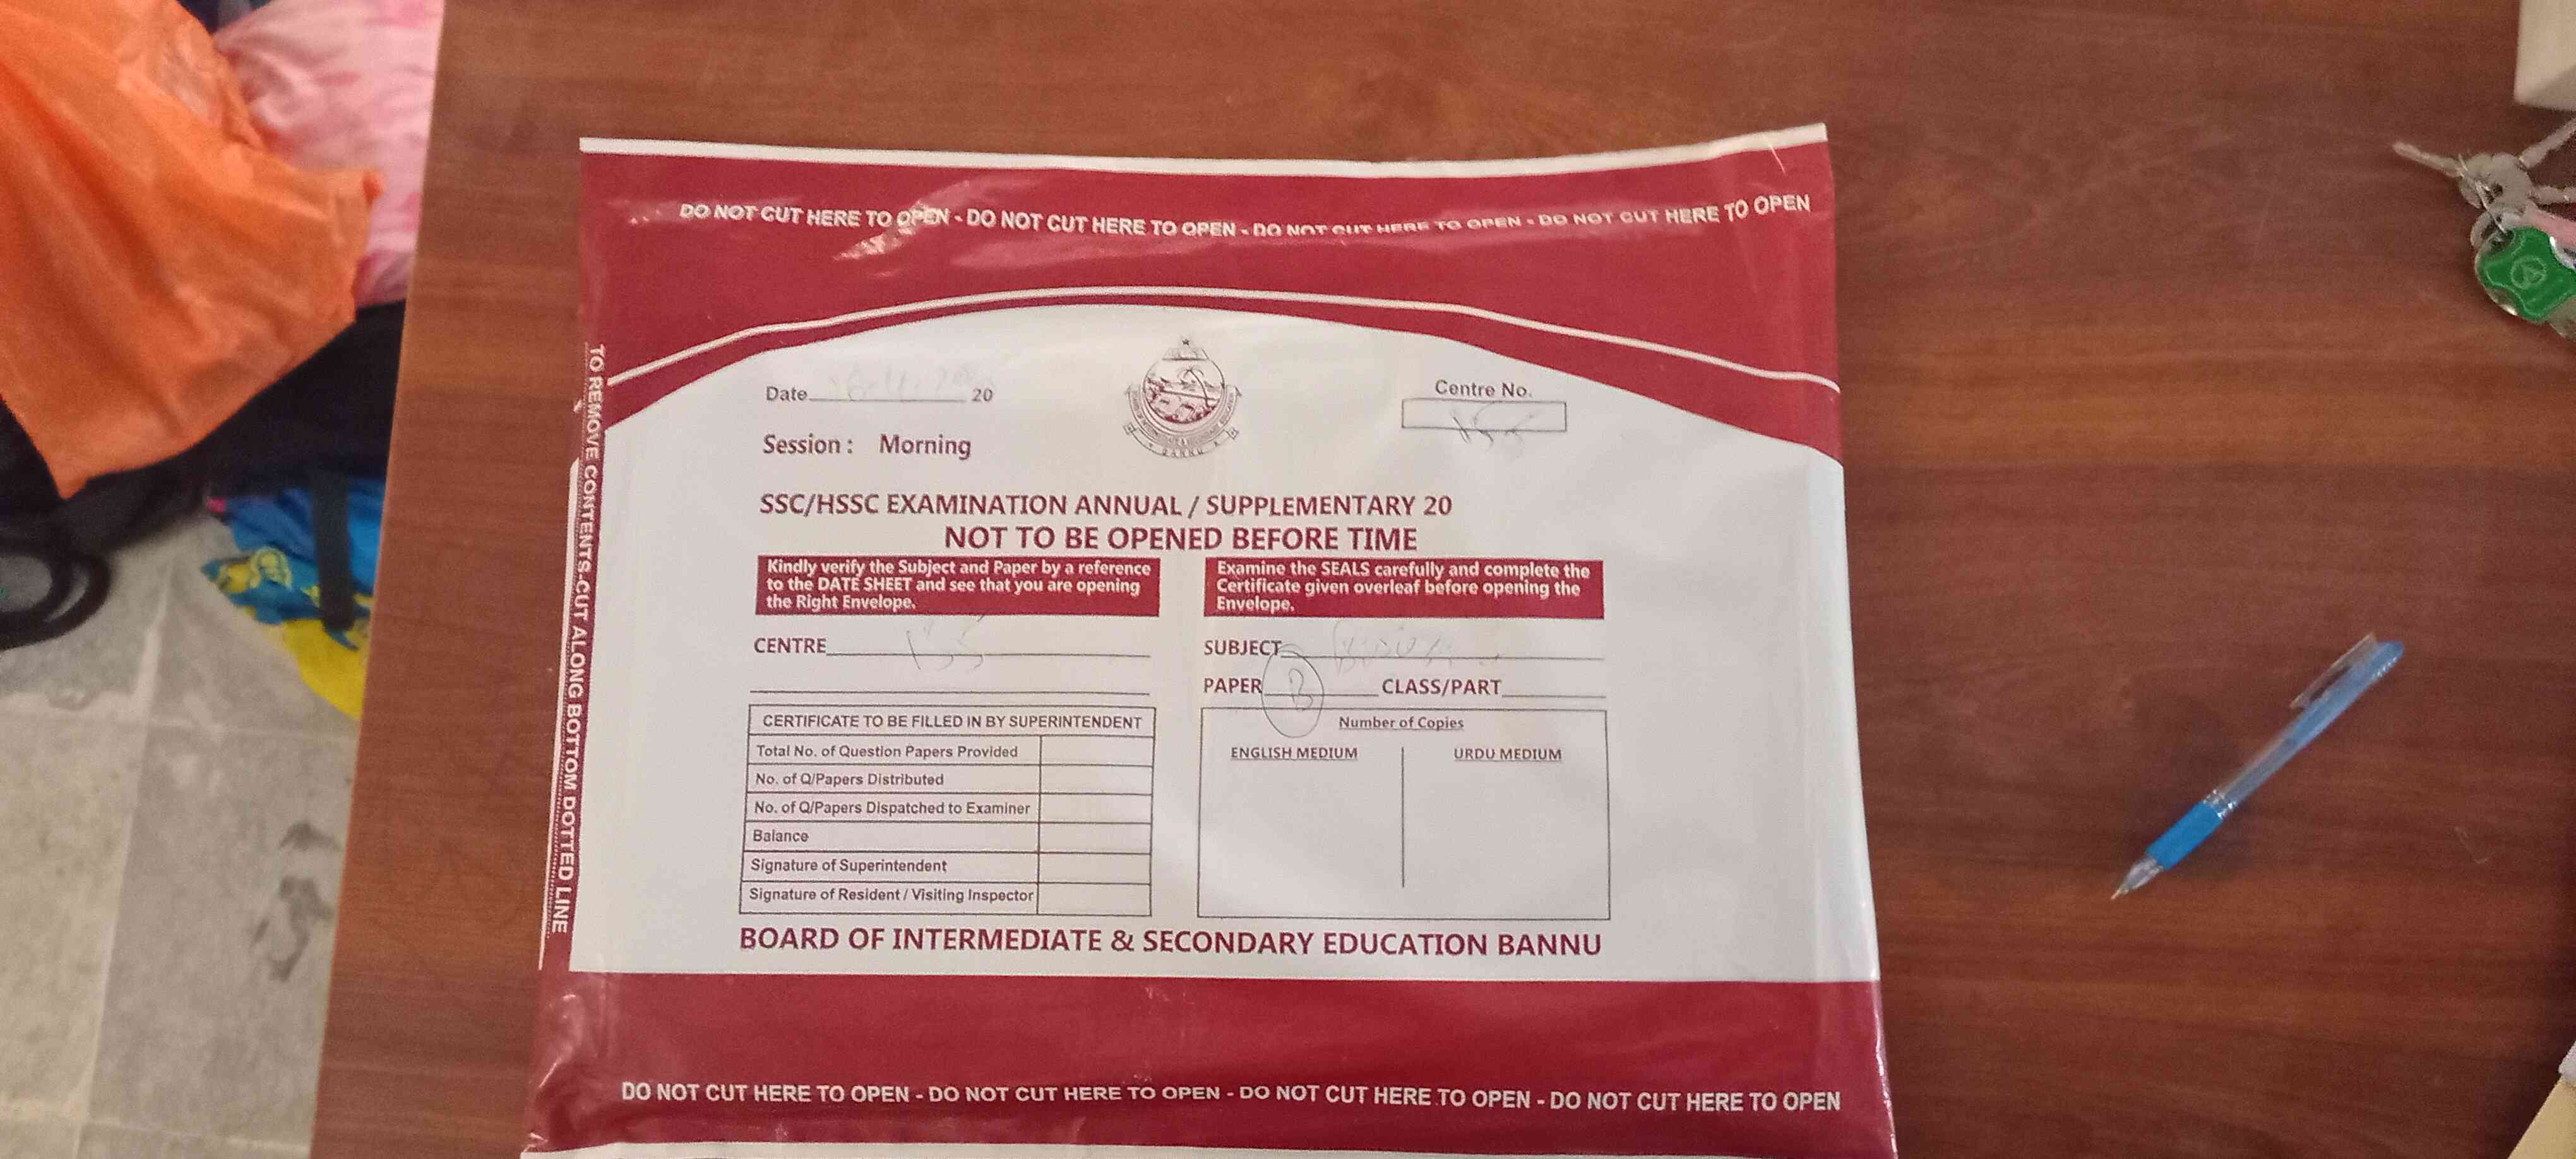 DO NOT CUT HERE TO OPEN - DO NOT CUT HERE TO OPEN - DO NOT CUT HERE TO OPEN - DO NOT CUT HERE TO OPEN
TO REMOVE CONTENTS-CUT ALONG BOTTOM DOTTED LINE
Date 20
Centre No.
155
Session : Morning
BANNU
SSC/HSSC EXAMINATION ANNUAL / SUPPLEMENTARY 20
NOT TO BE OPENED BEFORE TIME
Kindly verify the Subject and Paper by a reference
to the DATE SHEET and see that you are opening
the Right Envelope.
Examine the SEALS carefully and complete the
Certificate given overleaf before opening the
Envelope.
CENTRE 155
SUBJECT
PAPER B CLASS/PART
CERTIFICATE TO BE FILLED IN BY SUPERINTENDENT
Total No. of Question Papers Provided
No. of Q/Papers Distributed
No. of Q/Papers Dispatched to Examiner
Balance
Signature of Superintendent
Signature of Resident / Visiting Inspector
Number of Copies
ENGLISH MEDIUM URDU MEDIUM
BOARD OF INTERMEDIATE & SECONDARY EDUCATION BANNU
DO NOT CUT HERE TO OPEN - DO NOT CUT HERE TO OPEN - DO NOT CUT HERE TO OPEN - DO NOT CUT HERE TO OPEN